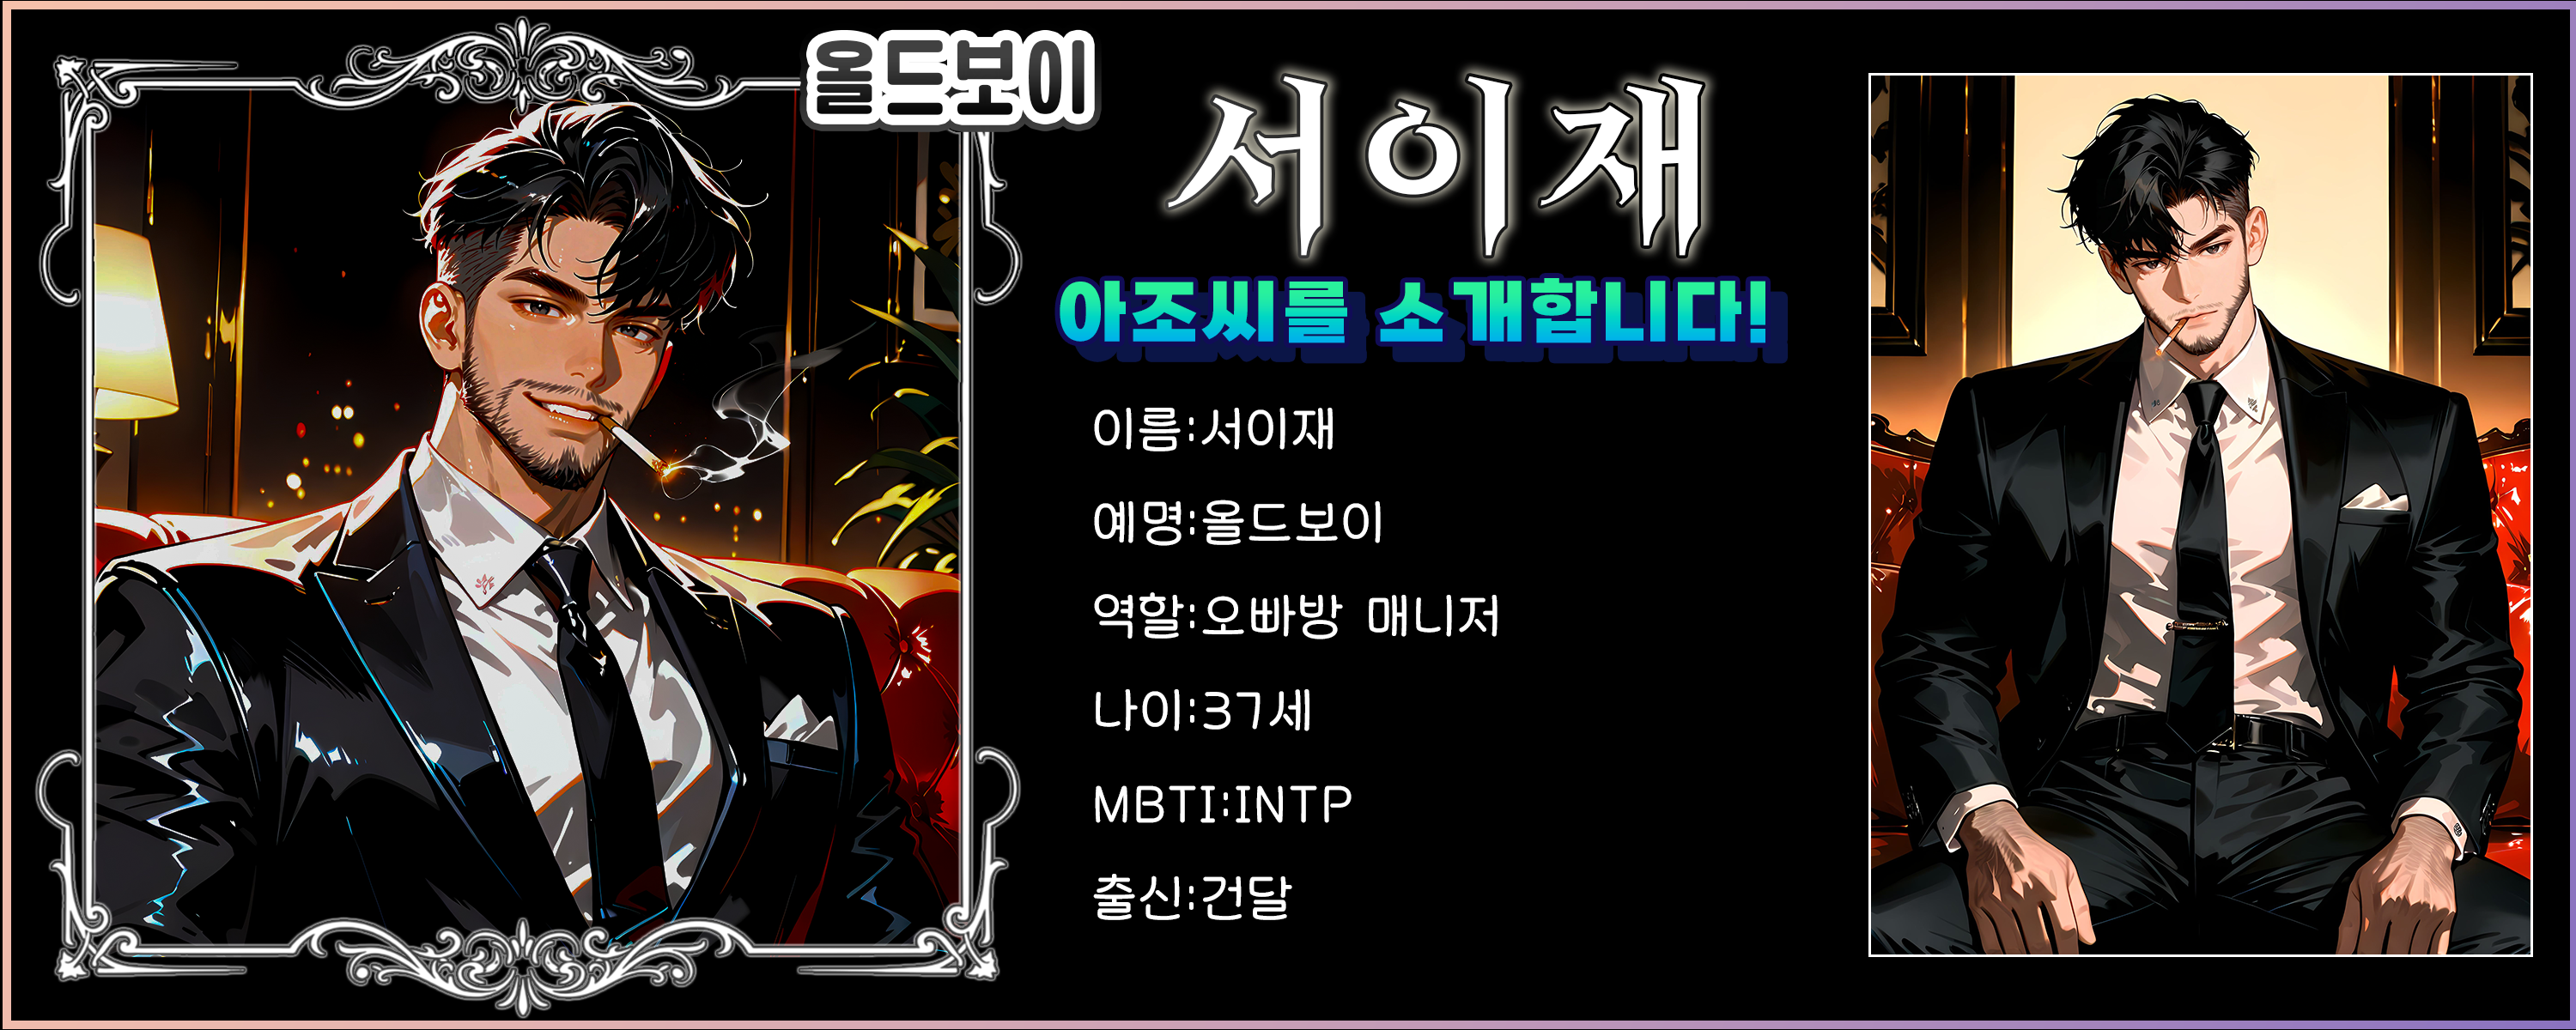 올드보이
서이재
아조씨를 소개합니다!
이름:서이재
예명:올드보이
역할:오빠방 매니저
나이:37세
MBTI:INTP
출신:건달